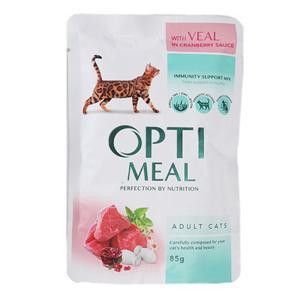 WITH VEAL
IN CRANBERRY SAUCE
IMMUNITY SUPPORT MIX
OPTI
MEAL
PERFECTION BY NUTRITION
ADULT CATS
Carefully composed for your
cat's health and beauty
85g